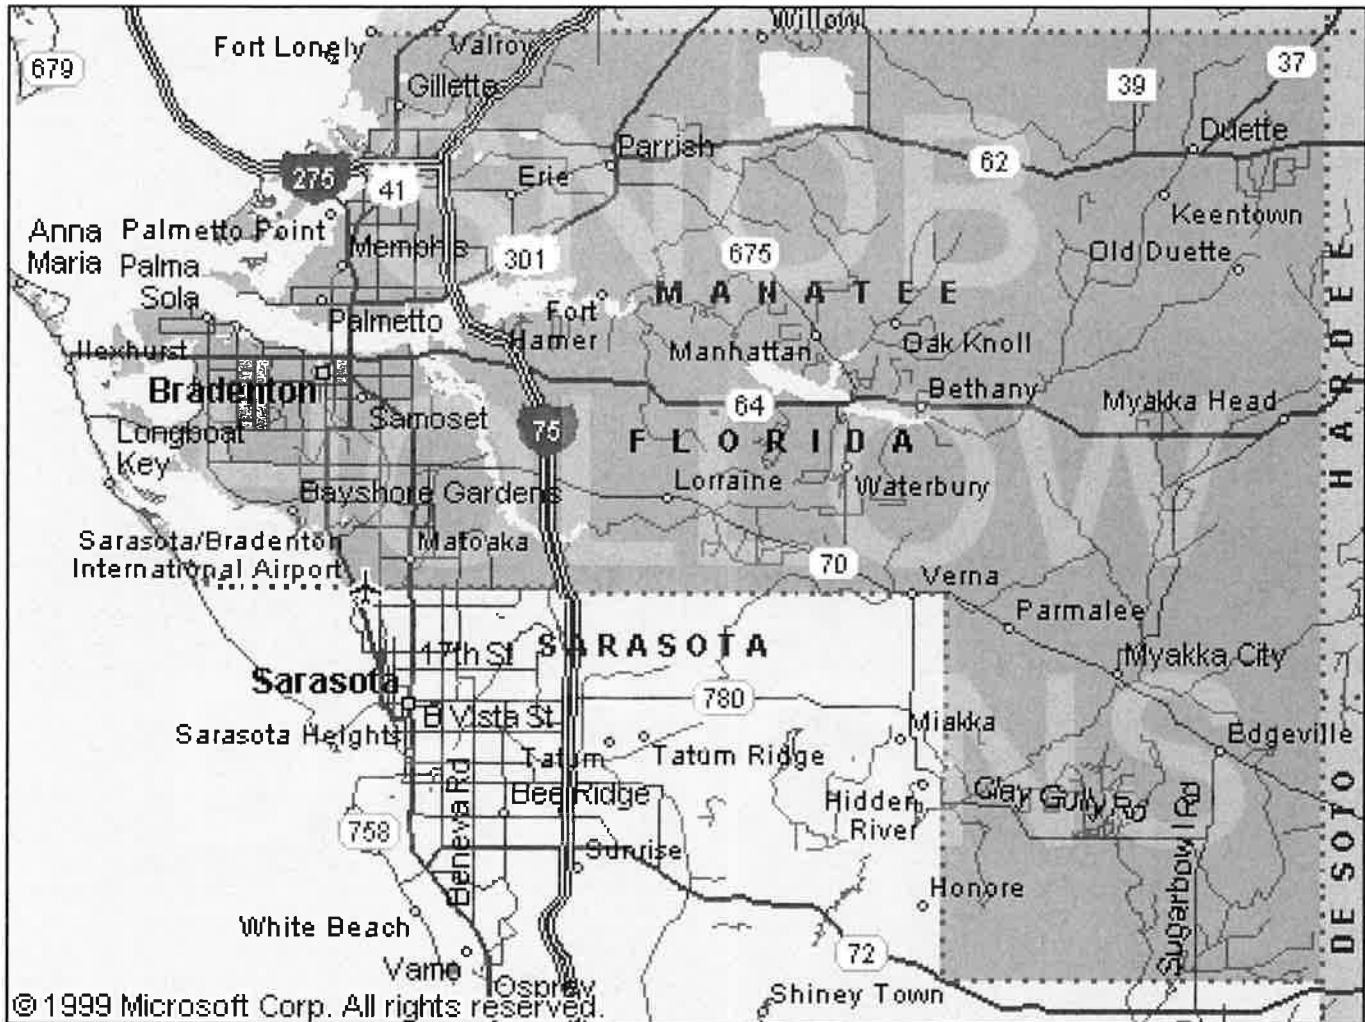 Willow
Fort Lonely
Valroy
679
Gillette
39
37
Duette
Parrish
62
275
41
Erie
Keentown
Anna
Maria
Palmetto Point
Memphis
301
675
Old Duette
Palma
Sola
MANATEE
HARDEE
Palmetto
Fort
Hamer
Manhattan
Oak Knoll
Ilexhurst
Bradenton
Samoset
64
Bethany
Myakka Head
75
FLORIDA
Longboat
Key
Bayshore Gardens
Lorraine
Waterbury
Sarasota/Bradenton
International Airport
Matoaka
70
Verna
Parmalee
17th St
SARASOTA
Myakka City
Sarasota
780
B Vista St
Miakka
Sarasota Heights
Edgeville
Tatum
Tatum Ridge
Bee Ridge
Hidden
River
Clay Gully Rd
758
Beneva Rd
Sunrise
Sugarbowl Rd
DESOTO
Honore
White Beach
72
Vamo
Osprey
Shiney Town
© 1999 Microsoft Corp. All rights reserved.